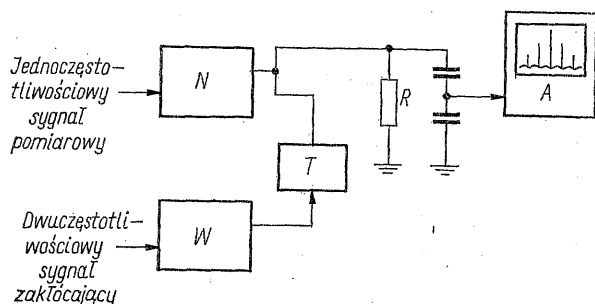 Jednoczęsto-
tliwościowy
sygnał
pomiarowy
N
R
A
T
Dwuczęstotli-
wościowy
sygnał
zakłócający
W